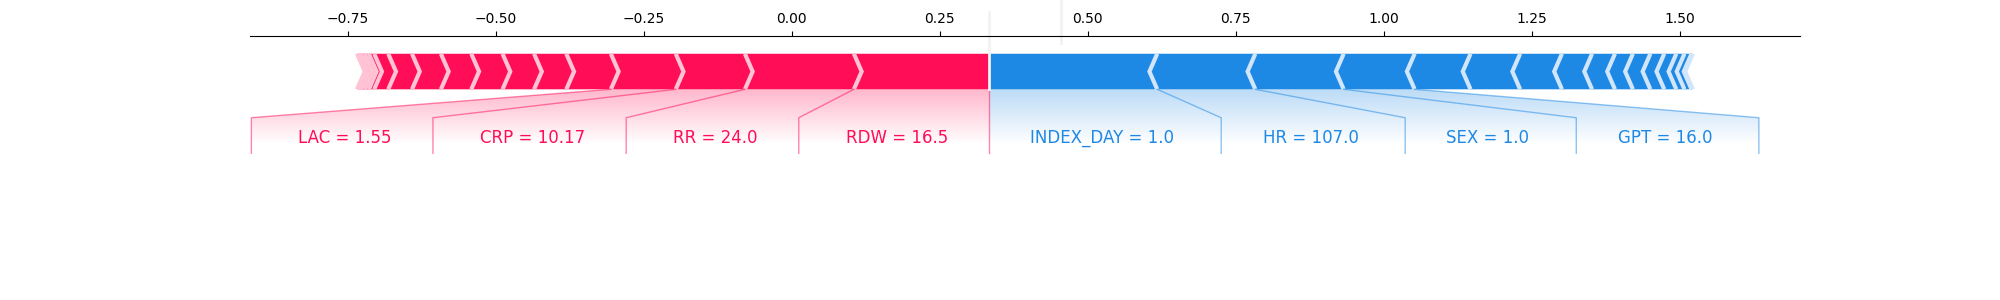 −0.75 −0.50 −0.25 0.00 0.25 0.50 0.75 1.00 1.25 1.50
LAC = 1.55 CRP = 10.17 RR = 24.0 RDW = 16.5 INDEX_DAY = 1.0 HR = 107.0 SEX = 1.0 GPT = 16.0